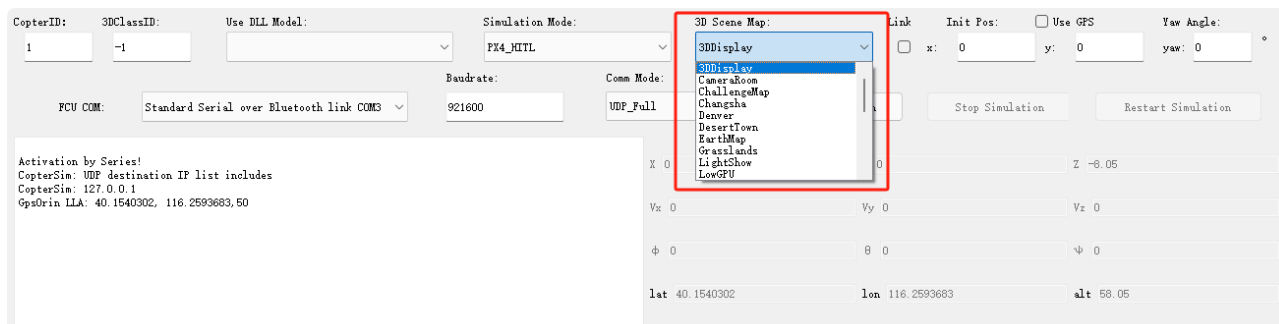 CopterID: 3DClassID: Use DLL Model: Simulation Mode: 3D Scene Map: Link Init Pos: Use GPS Yaw Angle:
1 -1 PX4_HITL 3DDisplay x: 0 y: 0 yaw: 0 °
3DDisplay
CameraRoom
ChallengeMap
Changsha
Denver
DesertTown
EarthMap
Grasslands
LightShow
LowGPU
Baudrate: Comm Mode:
FCU COM: Standard Serial over Bluetooth link COM3 921600 UDP_Full Stop Simulation Restart Simulation
Activation by Series!
CopterSim: UDP destination IP list includes
CopterSim: 127.0.0.1
GpsOrin LLA: 40.1540302, 116.2593683,50
X 0 0 Z -8.05
Vx 0 Vy 0 Vz 0
ϕ 0 θ 0 ψ 0
lat 40.1540302 lon 116.2593683 alt 58.05